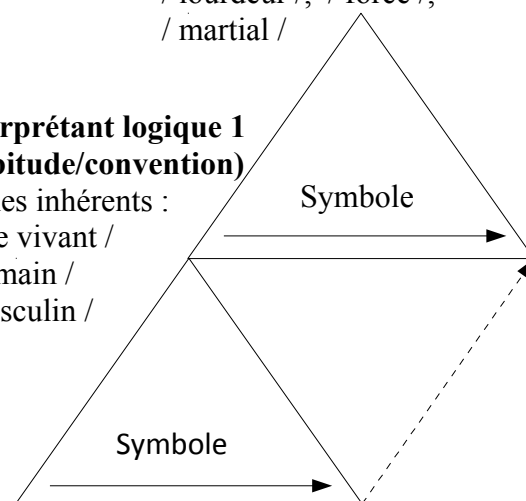 / lourdeur /, / force /,
/ martial /
rprétant logique 1
bitude/convention)
es inhérents :
e vivant /
main /
sculin /
Symbole
Symbole